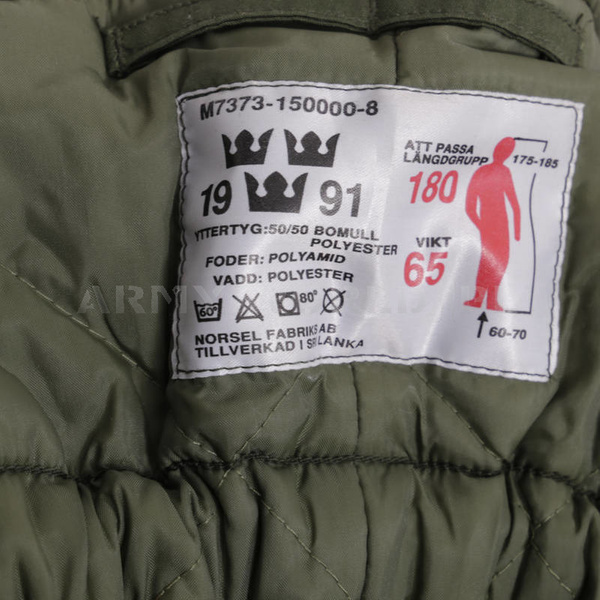 M7373-150000-8
19 91
YTTERTYG:50/50 BOMULL
POLYESTER
FODER: POLYAMID
VADD: POLYESTER
60° 80°
NORSEL FABRIKS AB
TILLVERKAD I SRI LANKA
ATT PASSA
LÄNGDGRUPP
175-185
180
VIKT
65
60-70
ARMY